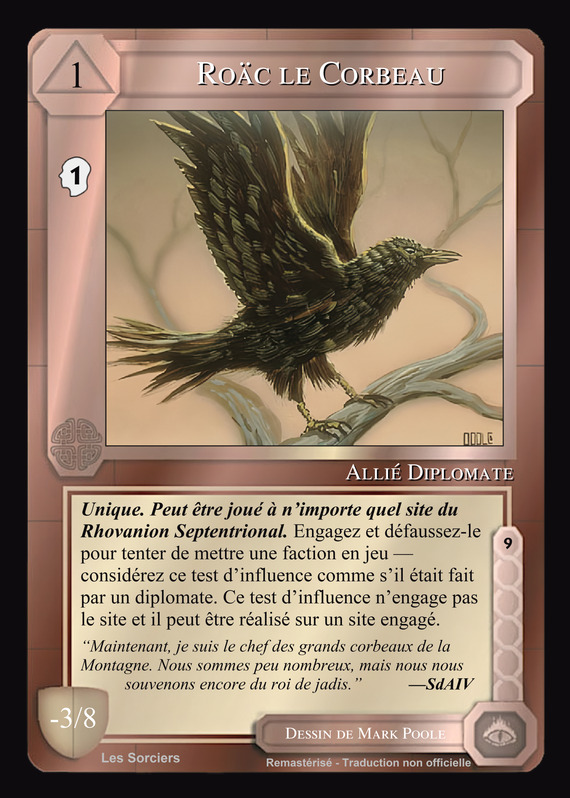 1
Roäc le Corbeau
1
Allié Diplomate
Unique. Peut être joué à n'importe quel site du
Rhovanion Septentrional. Engagez et défaussez-le
pour tenter de mettre une faction en jeu —
considérez ce test d'influence comme s'il était fait
par un diplomate. Ce test d'influence n'engage pas
le site et il peut être réalisé sur un site engagé.
9
“Maintenant, je suis le chef des grands corbeaux de la
Montagne. Nous sommes peu nombreux, mais nous nous
souvenons encore du roi de jadis.” —SdAIV
-3/8
Dessin de Mark Poole
Les Sorciers
Remastérisé - Traduction non officielle